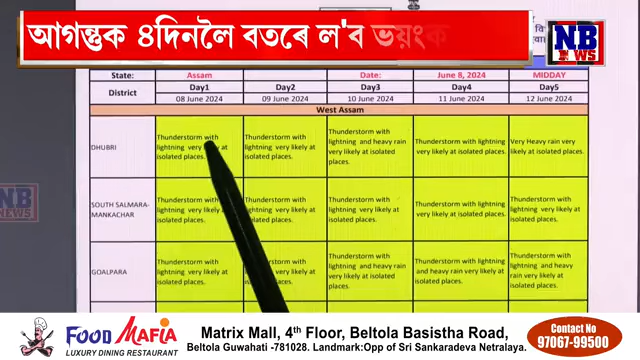 আগন্তুক ৪দিনলৈ বতৰে ল'ব ভয়ংক
NB
NEWS
State: Assam Date: June 8, 2024 MIDDAY
District Day1 Day2 Day3 Day4 Day5
08 June 2024 09 June 2024 10 June 2024 11 June 2024 12 June 2024
West Assam
DHUBRI
Thunderstorm with
lightning very likely at
isolated places.
Thunderstorm with
lightning very likely at
isolated places.
Thunderstorm with
lightning and heavy rain
very likely at isolated
places.
Thunderstorm with lightning
very likely at isolated places.
Very Heavy rain very likely
at isolated places.
SOUTH SALMARA-
MANKACHAR
Thunderstorm with
lightning very likely at
isolated places.
Thunderstorm with
lightning very likely at
isolated places.
Thunderstorm with
lightning very likely at
isolated places.
Thunderstorm with lightning
very likely at isolated places.
Thunderstorm with
lightning very likely at
isolated places.
GOALPARA
Thunderstorm with
lightning very likely at
isolated places.
Thunderstorm with
lightning very likely at
isolated places.
Thunderstorm with
lightning and heavy rain
very likely at isolated
places.
Thunderstorm with lightning
and heavy rain very likely at
isolated places.
Thunderstorm with
lightning and heavy
rain very likely at
isolated places.
NB
NEWS
FOOD MAFIA
LUXURY DINING RESTAURANT
Matrix Mall, 4th Floor, Beltola Basistha Road,
Beltola Guwahati -781028. Landmark:Opp of Sri Sankaradeva Netralaya.
Contact No
97067-99500